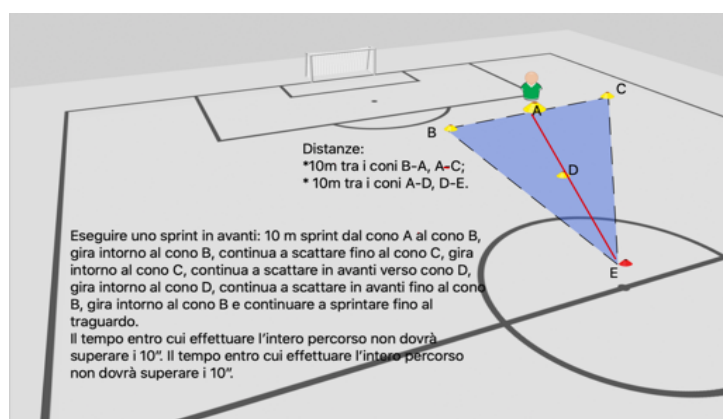 C
A
B
Distanze:
*10m tra i coni B-A, A-C;
* 10m tra i coni A-D, D-E.
D
Eseguire uno sprint in avanti: 10 m sprint dal cono A al cono B,
gira intorno al cono B, continua a scattare fino al cono C, gira
intorno al cono C, continua a scattare in avanti verso cono D,
gira intorno al cono D, continua a scattare in avanti fino al cono
B, gira intorno al cono B e continuare a sprintare fino al
traguardo.
E
Il tempo entro cui effettuare l'intero percorso non dovrà
superare i 10”. Il tempo entro cui effettuare l'intero percorso
non dovrà superare i 10”.